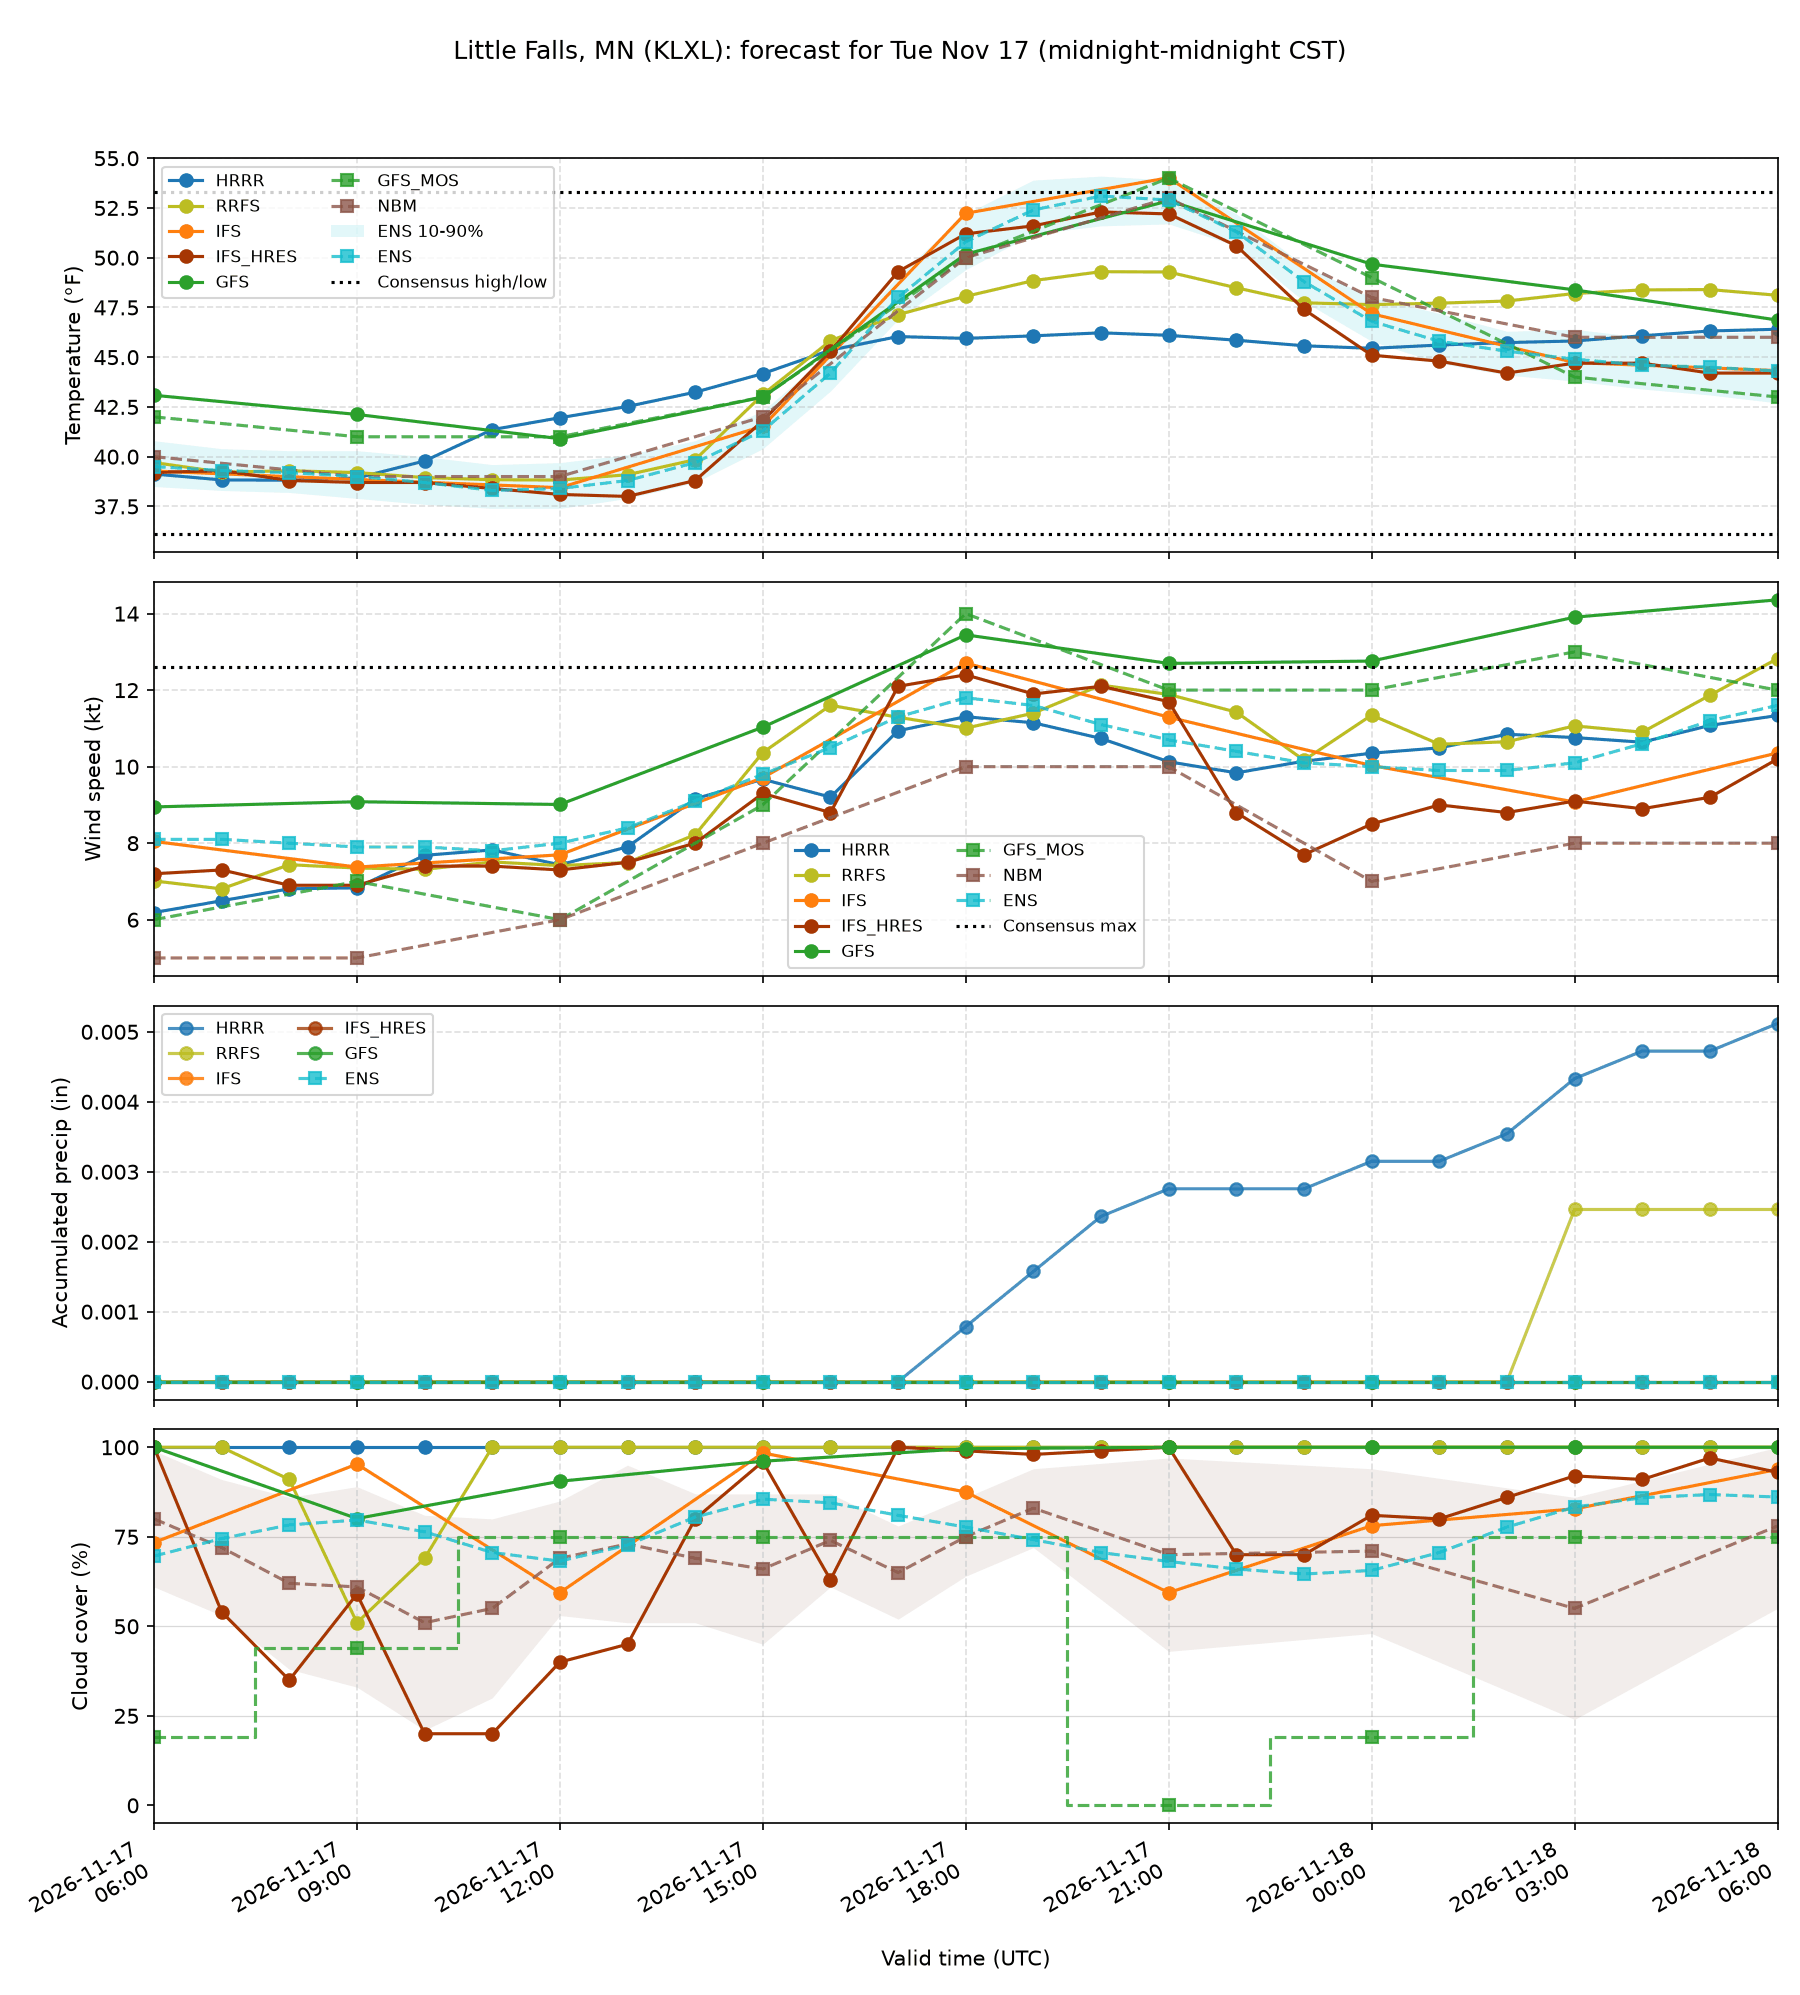 Little Falls, MN (KLXL): forecast for Tue Nov 17 (midnight-midnight CST)
Temperature (°F)
55.0
52.5
50.0
47.5
45.0
42.5
40.0
37.5
HRRR
RRFS
IFS
IFS_HRES
GFS
GFS_MOS
NBM
ENS 10-90%
ENS
Consensus high/low
Wind speed (kt)
14
12
10
8
6
HRRR
RRFS
IFS
IFS_HRES
GFS
GFS_MOS
NBM
ENS
Consensus max
Accumulated precip (in)
0.005
0.004
0.003
0.002
0.001
0.000
HRRR
RRFS
IFS
IFS_HRES
GFS
ENS
Cloud cover (%)
100
75
50
25
0
2026-11-17
06:00
2026-11-17
09:00
2026-11-17
12:00
2026-11-17
15:00
2026-11-17
18:00
2026-11-17
21:00
2026-11-18
00:00
2026-11-18
03:00
2026-11-18
06:00
Valid time (UTC)